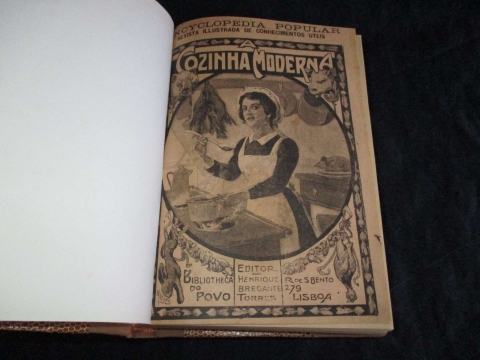 ENCYCLOPEDIA POPULAR
REVISTA ILLUSTRADA DE CONHECIMENTOS UTEIS
COZINHA MODERNA
BIBLIOTHECA
DO
POVO
EDITOR
HENRIQUE
BREGANTE
TORRES
R. DE S. BENTO
279
LISBOA